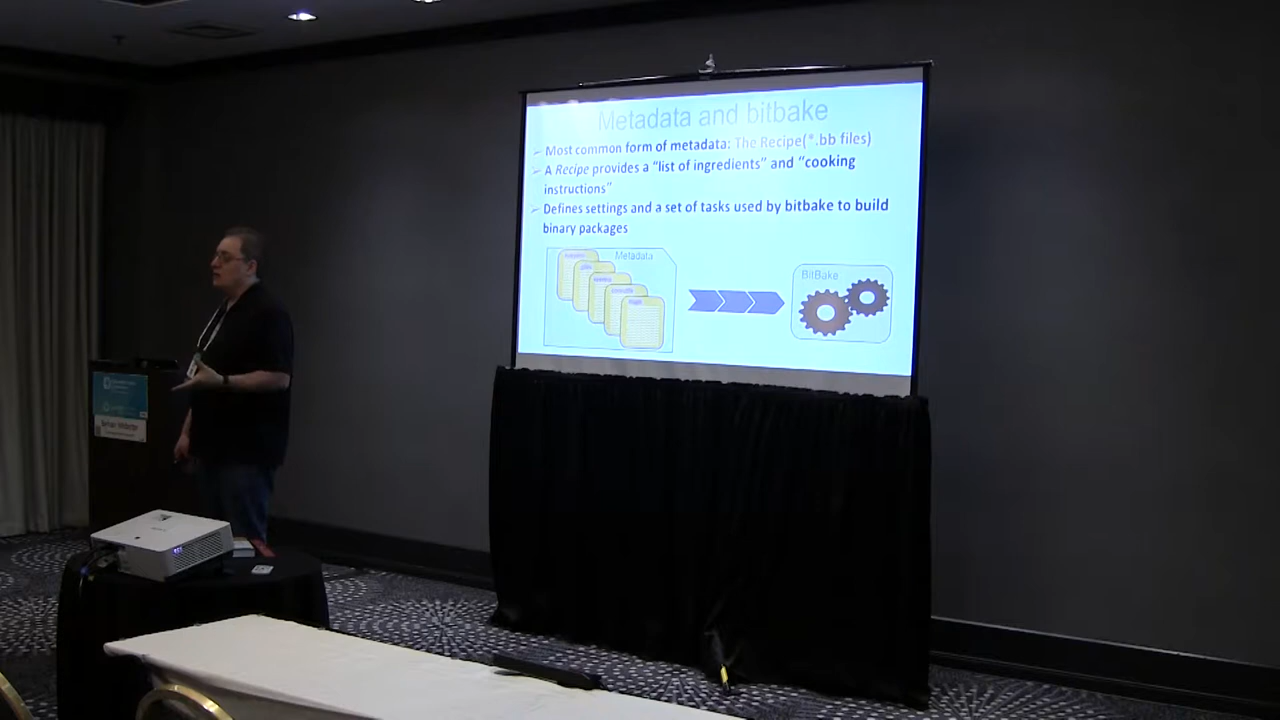 Metadata and bitbake
Most common form of metadata: The Recipe(*.bb files)
A Recipe provides a “list of ingredients” and “cooking
instructions”
Defines settings and a set of tasks used by bitbake to build
binary packages
Metadata
BitBake